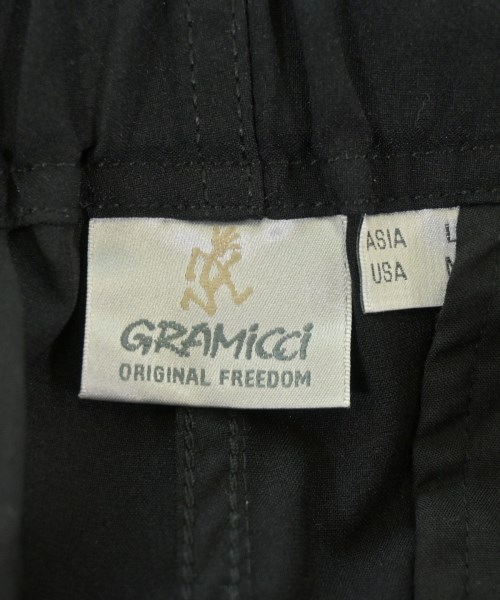 GRAMiCCi
ORIGINAL FREEDOM
ASIA L
USA